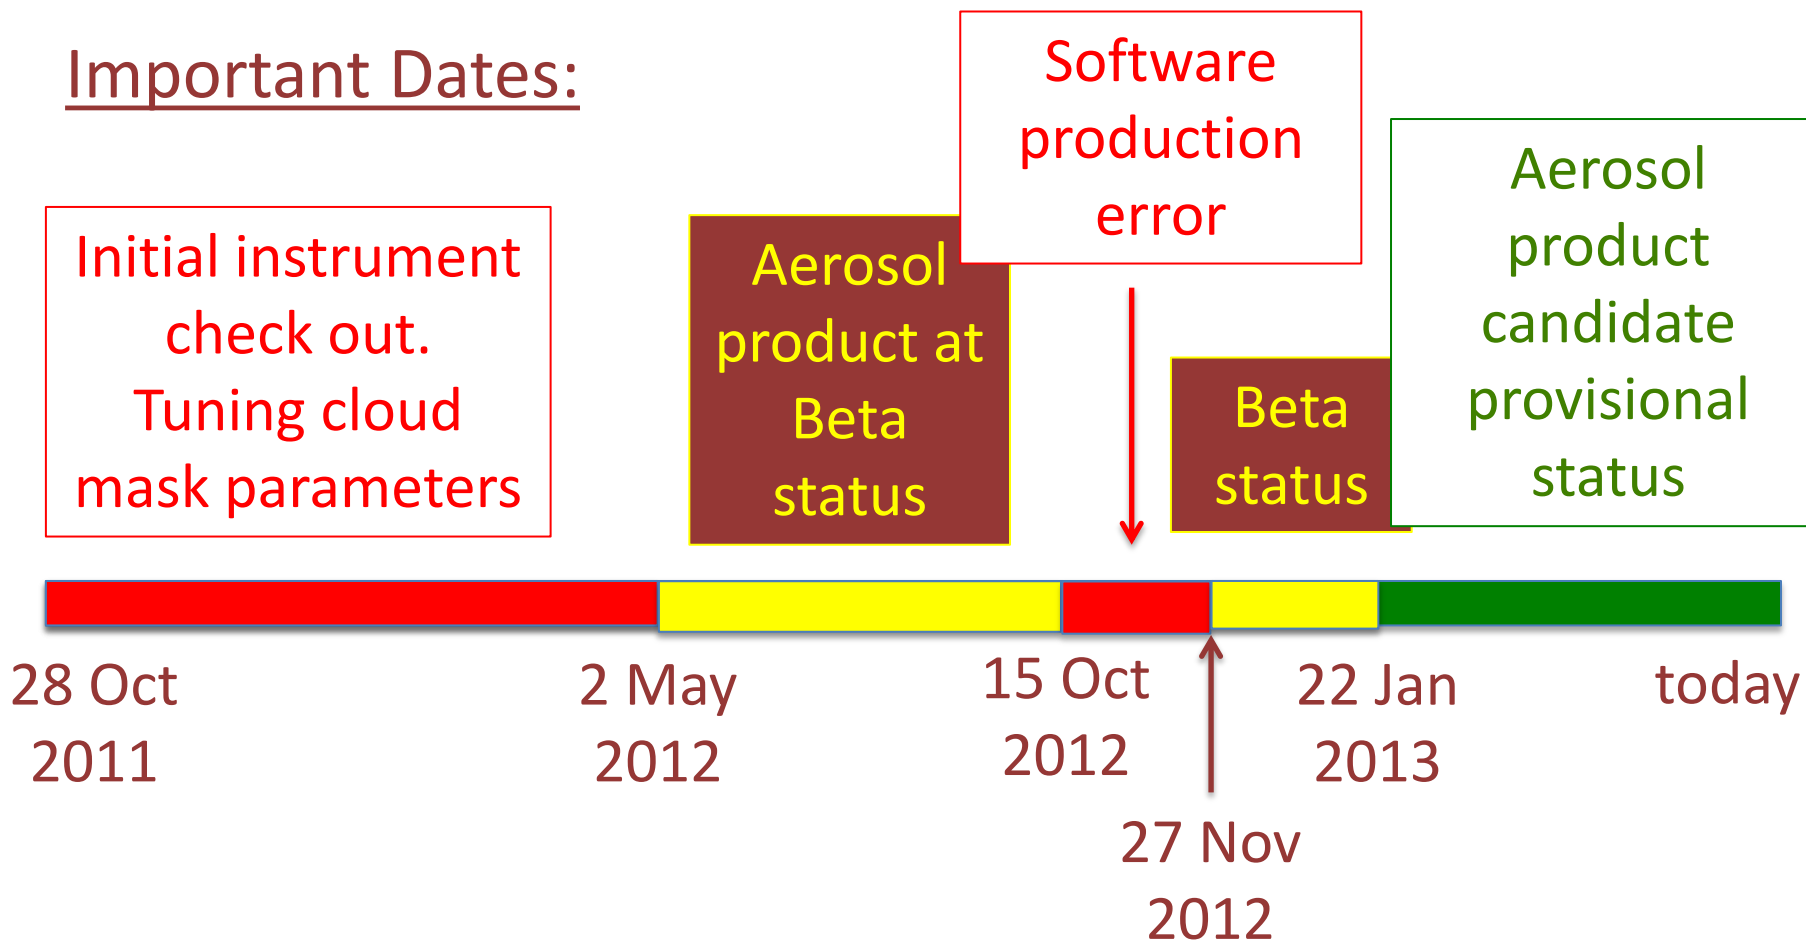 Important Dates:
Initial instrument
check out.
Tuning cloud
mask parameters
Aerosol
product at
Beta
status
Software
production
error
Beta
status
Aerosol
product
candidate
provisional
status
28 Oct
2011
2 May
2012
15 Oct
2012
27 Nov
2012
22 Jan
2013
today